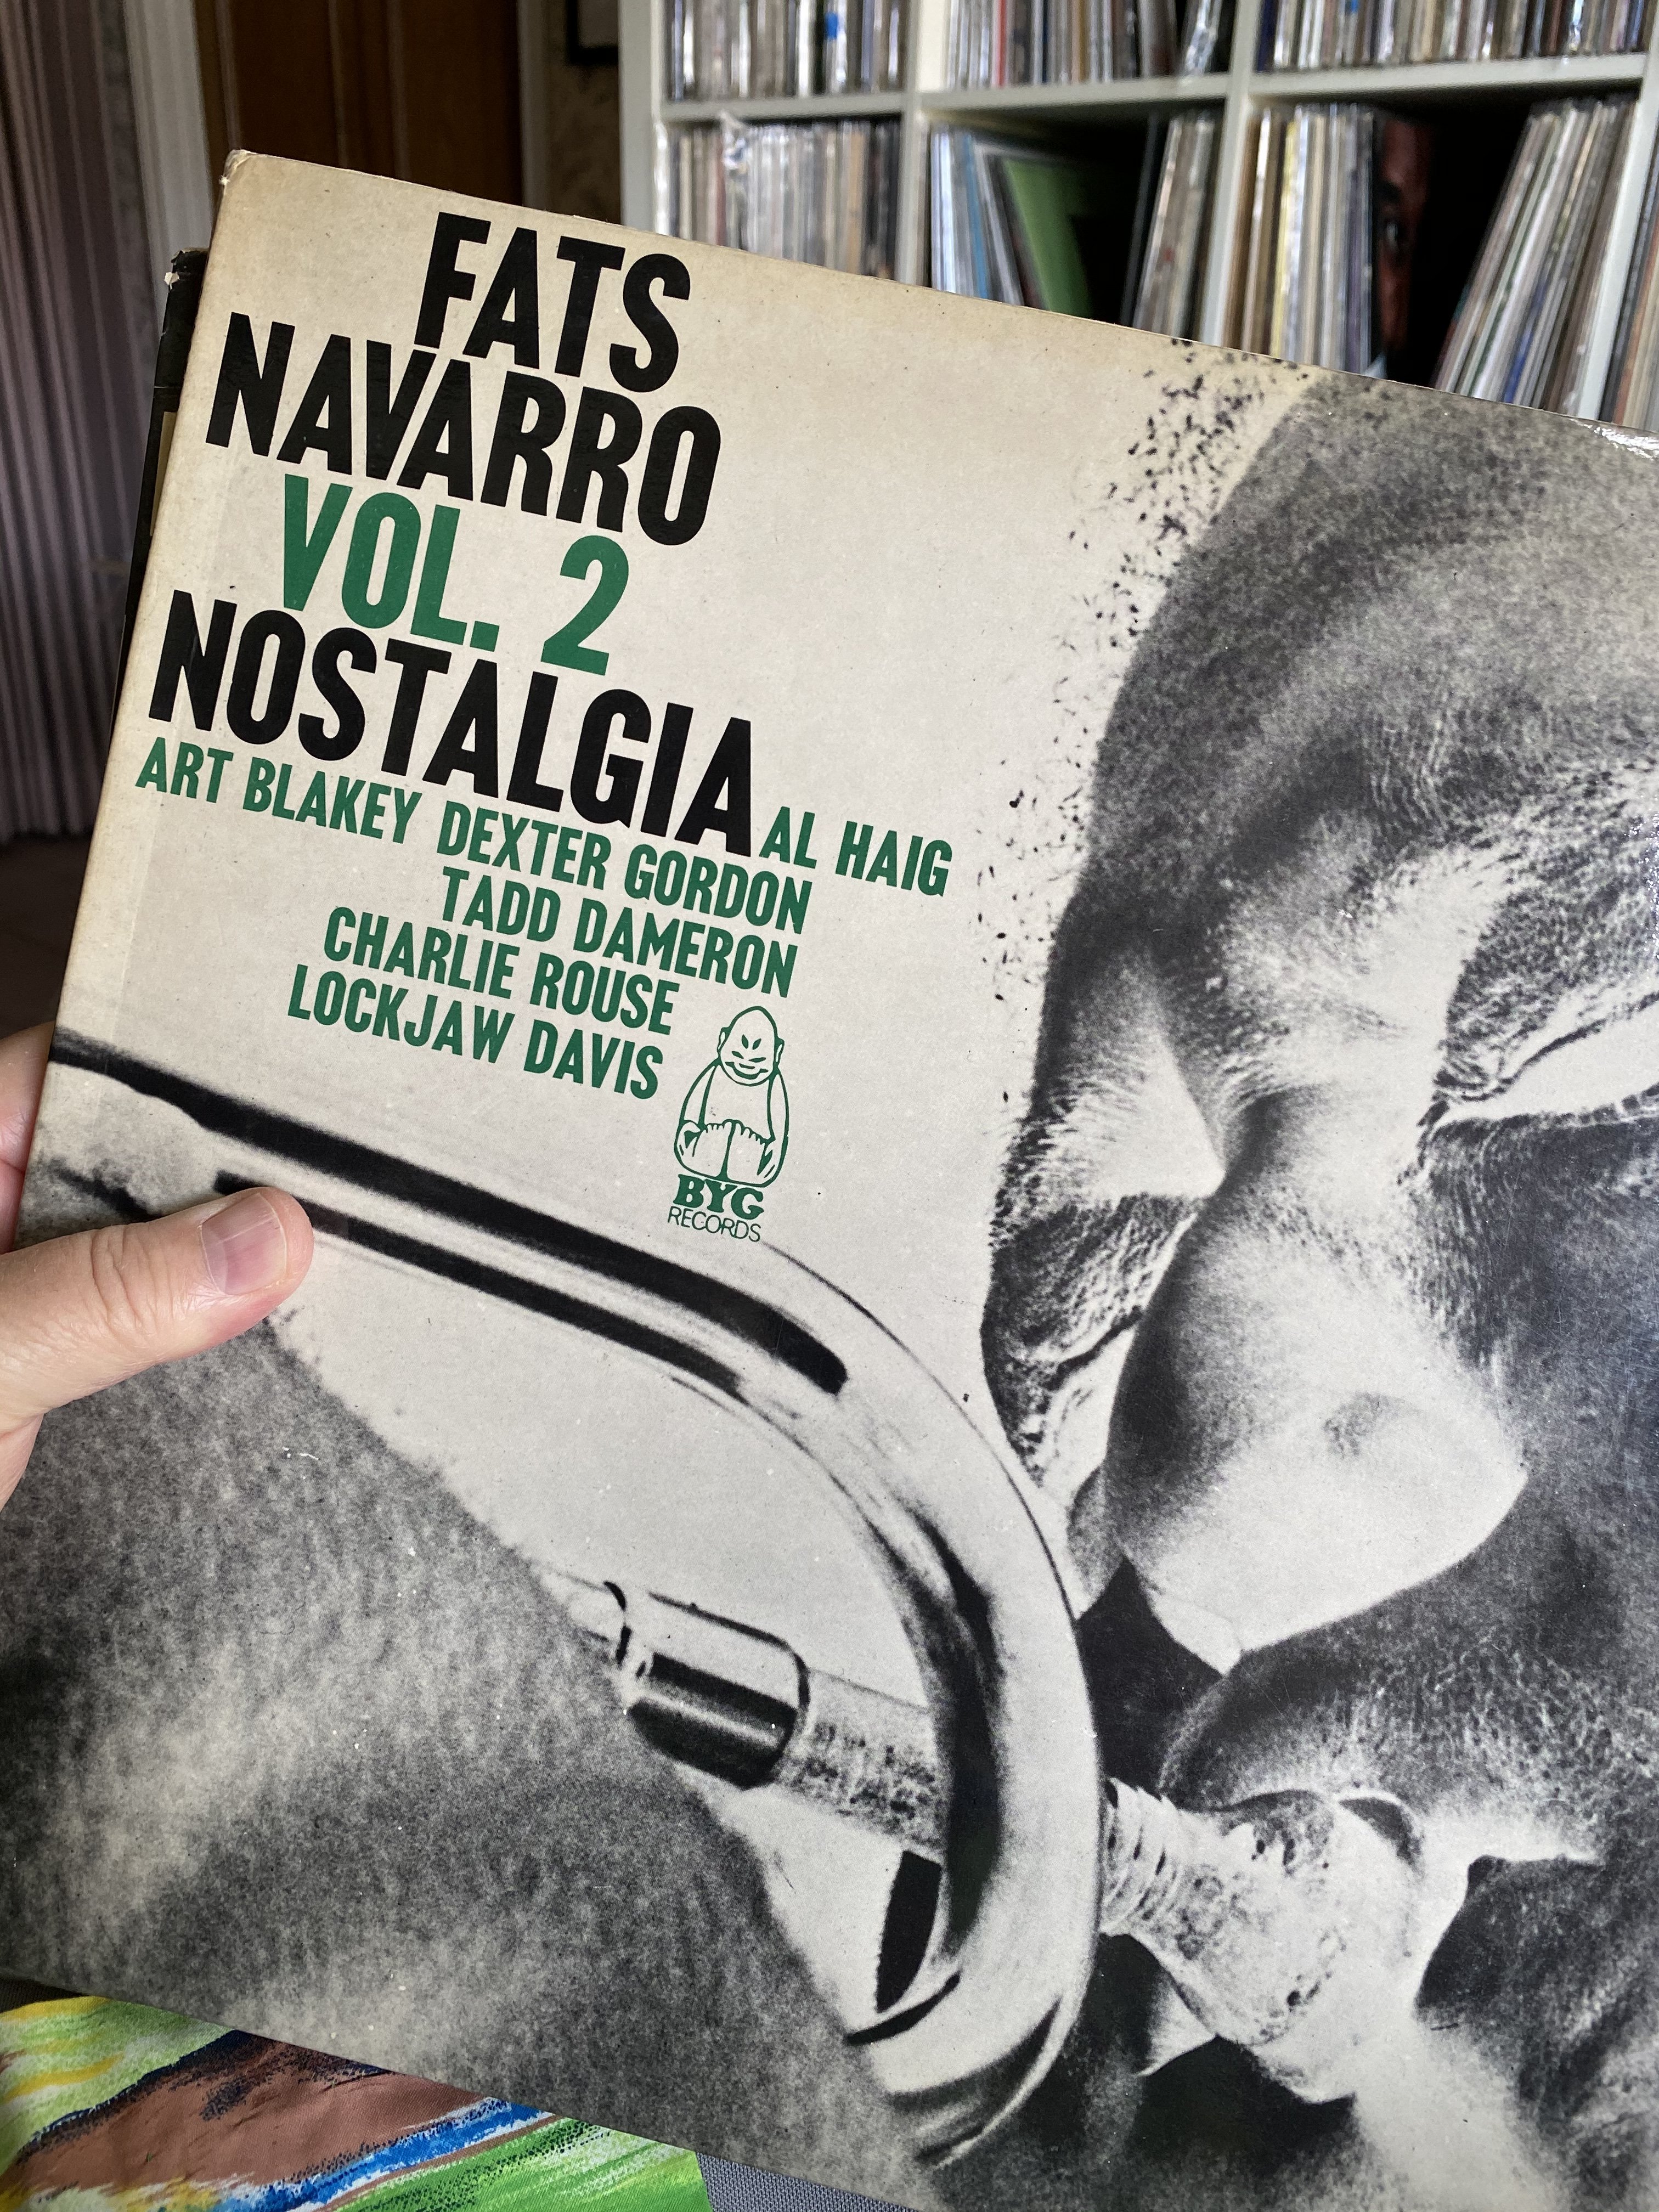 FATS
NAVARRO
VOL. 2
NOSTALGIA
ART BLAKEY DEXTER GORDON AL HAIG
TADD DAMERON
CHARLIE ROUSE
LOCKJAW DAVIS
BYG
RECORDS